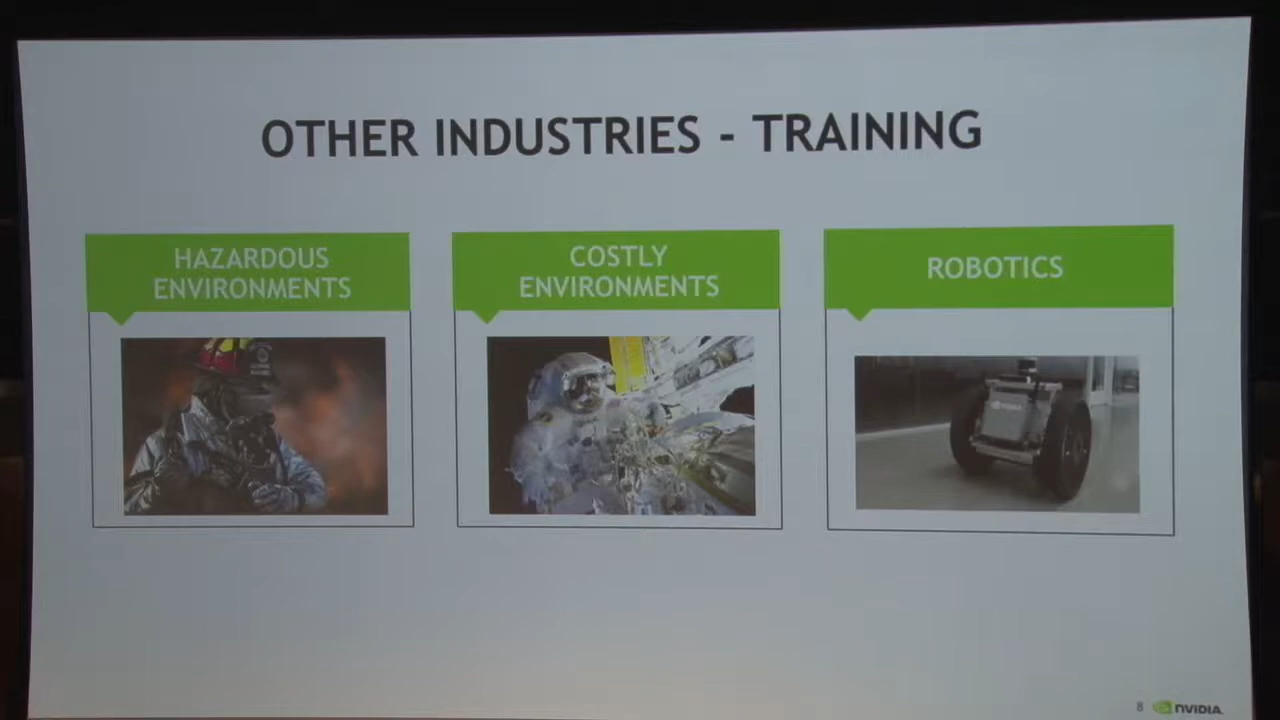 OTHER INDUSTRIES - TRAINING
HAZARDOUS
ENVIRONMENTS
COSTLY
ENVIRONMENTS
ROBOTICS
8 NVIDIA.